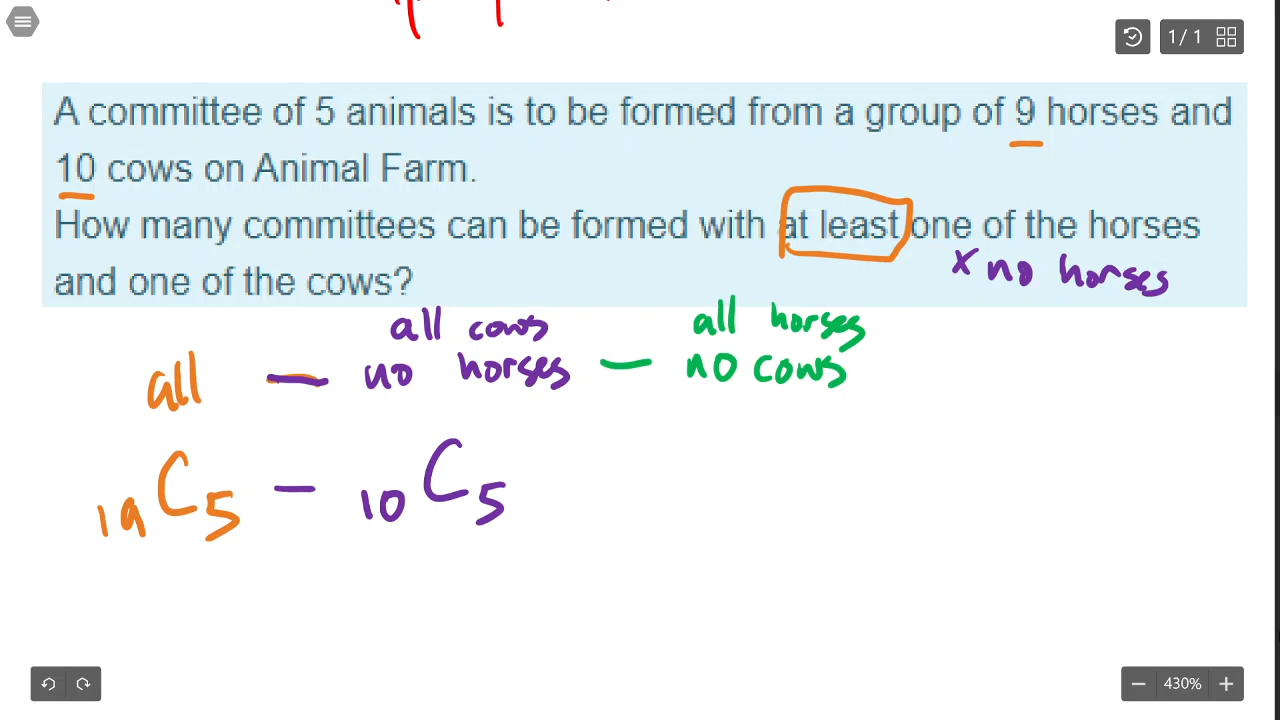 1 / 1
A committee of 5 animals is to be formed from a group of 9 horses and
10 cows on Animal Farm.
How many committees can be formed with at least one of the horses
and one of the cows?
x no horses
all cows all horses
all — no horses — no cows
19C5 — 10C5
430%